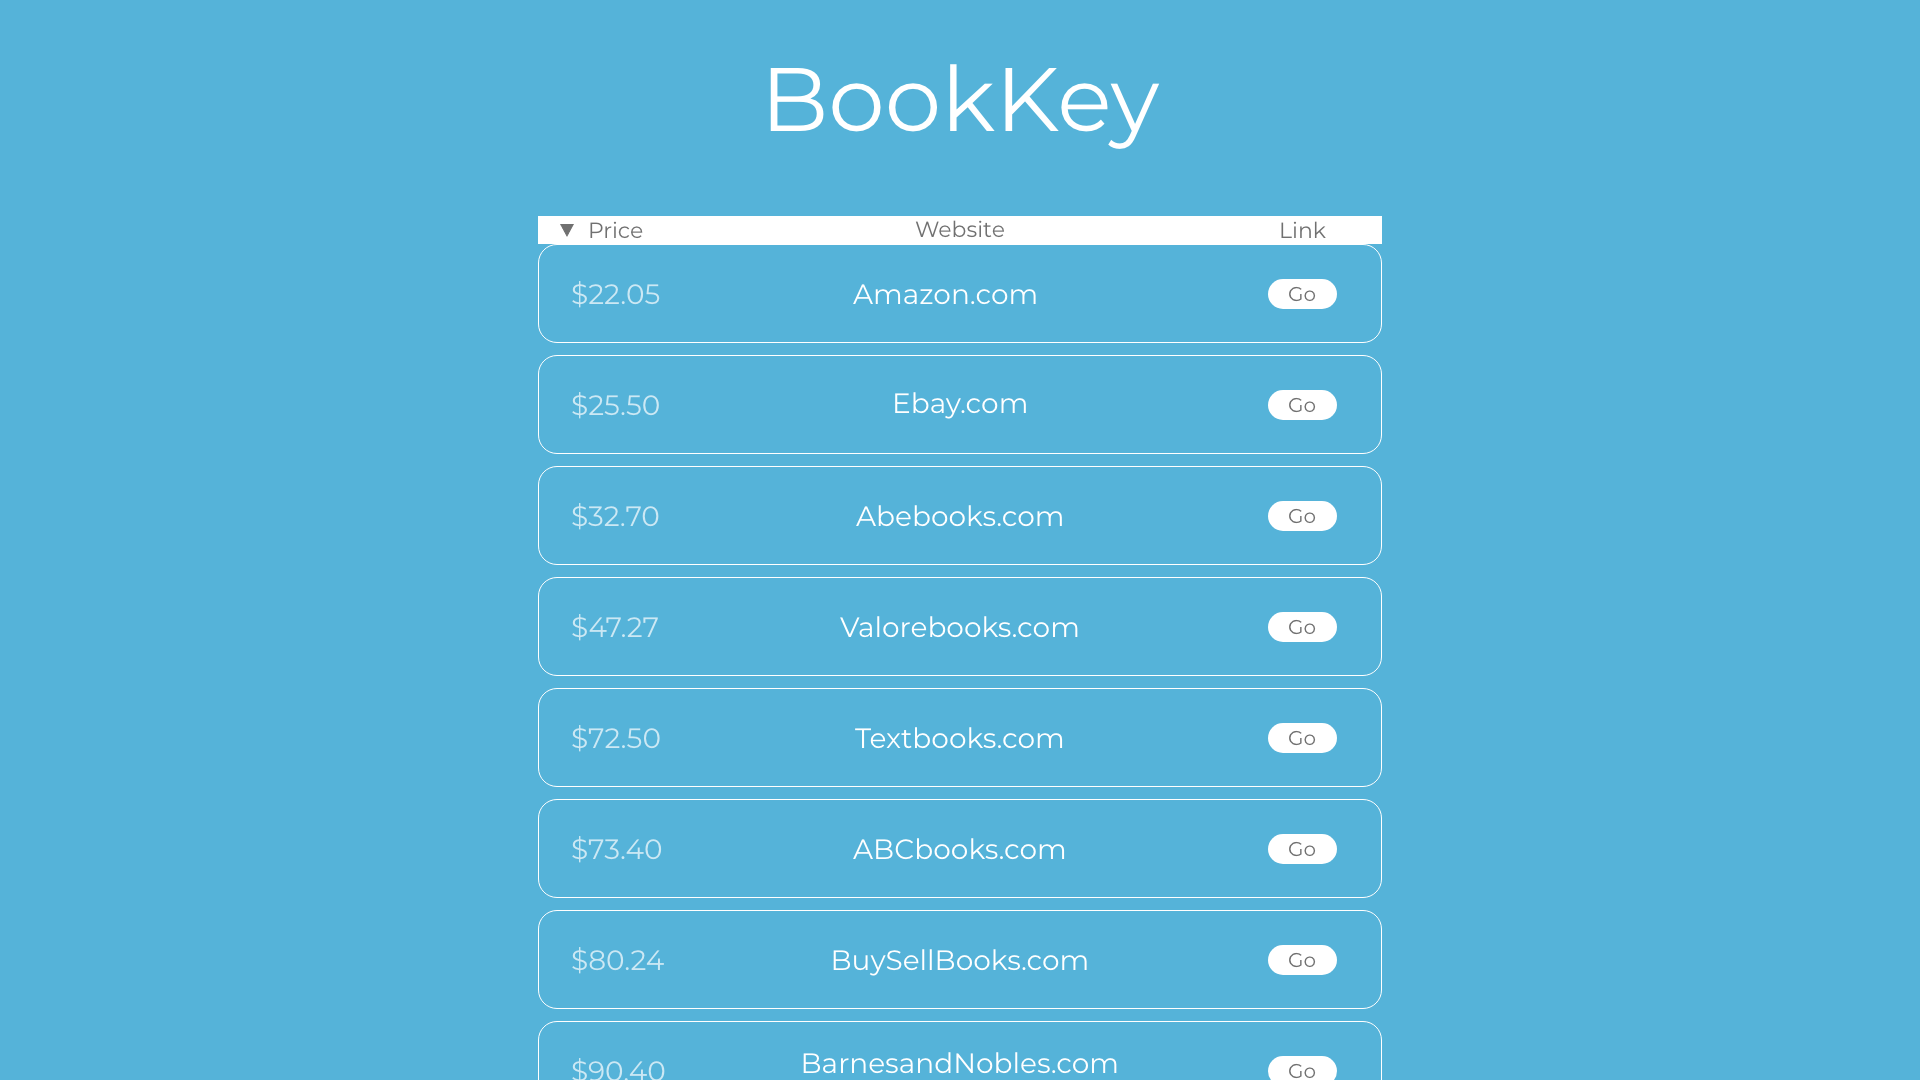 BookKey
▼ Price Website Link
$22.05 Amazon.com Go
$25.50 Ebay.com Go
$32.70 Abebooks.com Go
$47.27 Valorebooks.com Go
$72.50 Textbooks.com Go
$73.40 ABCbooks.com Go
$80.24 BuySellBooks.com Go
$90.40 BarnesandNobles.com Go